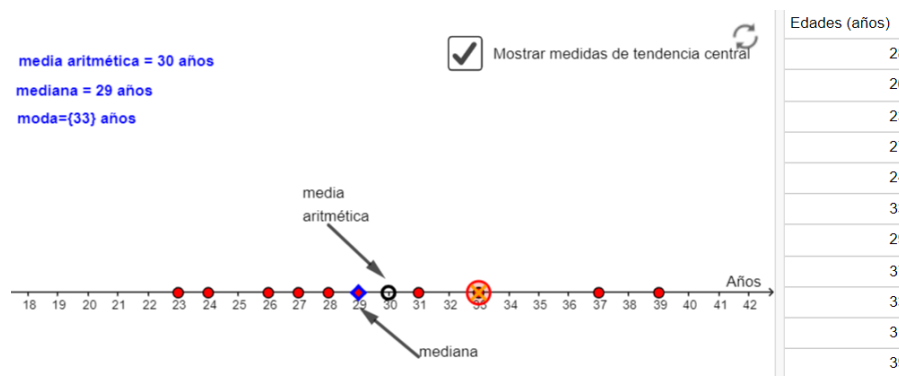 Edades (años)
media aritmética = 30 años
Mostrar medidas de tendencia central
mediana = 29 años
moda={33} años
media
aritmética
Años
18 19 20 21 22 23 24 25 26 27 28 29 30 31 32 33 34 35 36 37 38 39 40 41 42
mediana